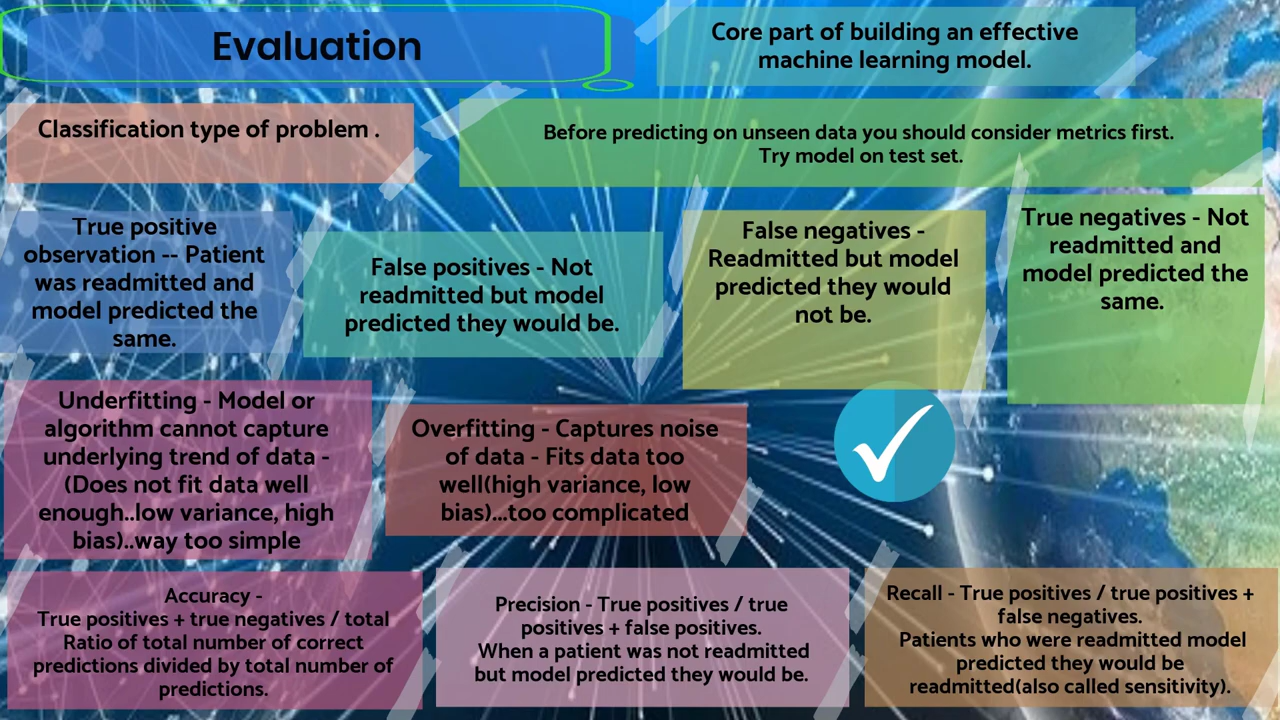 Evaluation
Core part of building an effective
machine learning model.
Classification type of problem .
Before predicting on unseen data you should consider metrics first.
Try model on test set.
True positive
observation -- Patient
was readmitted and
model predicted the
same.
False positives - Not
readmitted but model
predicted they would be.
False negatives -
Readmitted but model
predicted they would
not be.
True negatives - Not
readmitted and
model predicted the
same.
Underfitting - Model or
algorithm cannot capture
underlying trend of data -
(Does not fit data well
enough..low variance, high
bias)..way too simple
Overfitting - Captures noise
of data - Fits data too
well(high variance, low
bias)...too complicated
Accuracy -
True positives + true negatives / total
Ratio of total number of correct
predictions divided by total number of
predictions.
Precision - True positives / true
positives + false positives.
When a patient was not readmitted
but model predicted they would be.
Recall - True positives / true positives +
false negatives.
Patients who were readmitted model
predicted they would be
readmitted(also called sensitivity).